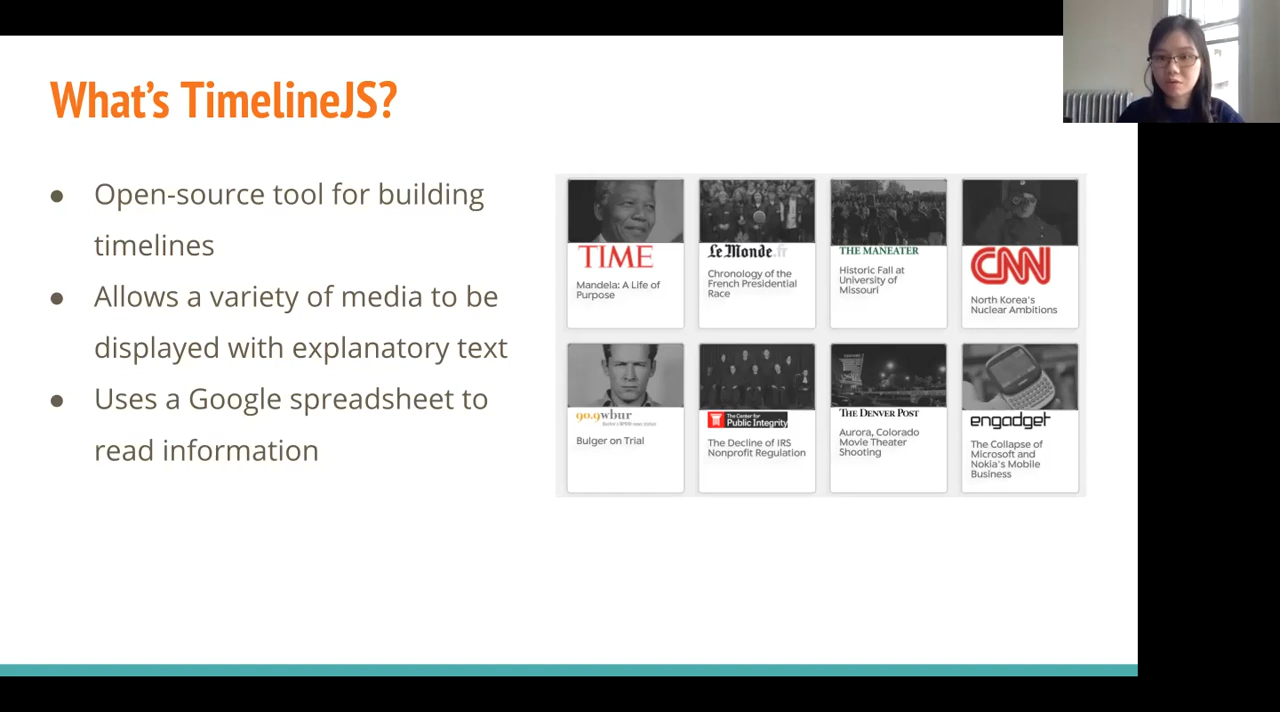 What's TimelineJS?
● Open-source tool for building
timelines
● Allows a variety of media to be
displayed with explanatory text
● Uses a Google spreadsheet to
read information
TIME
Mandela: A Life of
Purpose
Le Monde.fr
Chronology of the
French Presidential
Race
THE MANEATER
Historic Fall at
University of
Missouri
CNN
North Korea's
Nuclear Ambitions
90.9wbur
Bulger on Trial
The Center for
Public Integrity
The Decline of IRS
Nonprofit Regulation
THE DENVER POST
Aurora, Colorado
Movie Theater
Shooting
engadget
The Collapse of
Microsoft and
Nokia's Mobile
Business